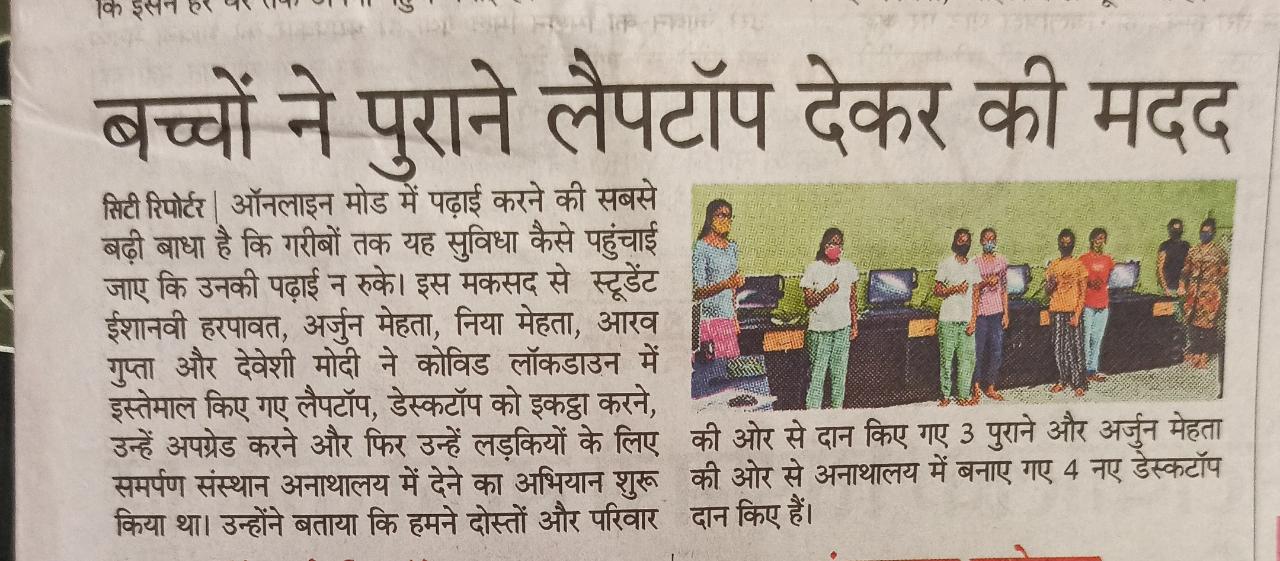 बच्चों ने पुराने लैपटॉप देकर की मदद
सिटी रिपोर्टर | ऑनलाइन मोड में पढ़ाई करने की सबसे
बढ़ी बाधा है कि गरीबों तक यह सुविधा कैसे पहुंचाई
जाए कि उनकी पढ़ाई न रुके। इस मकसद से स्टूडेंट
ईशानवी हरपावत, अर्जुन मेहता, निया मेहता, आरव
गुप्ता और देवेशी मोदी ने कोविड लॉकडाउन में
इस्तेमाल किए गए लैपटॉप, डेस्कटॉप को इकट्ठा करने,
उन्हें अपग्रेड करने और फिर उन्हें लड़कियों के लिए
समर्पण संस्थान अनाथालय में देने का अभियान शुरू
किया था। उन्होंने बताया कि हमने दोस्तों और परिवार
की ओर से दान किए गए 3 पुराने और अर्जुन मेहता
की ओर से अनाथालय में बनाए गए 4 नए डेस्कटॉप
दान किए हैं।